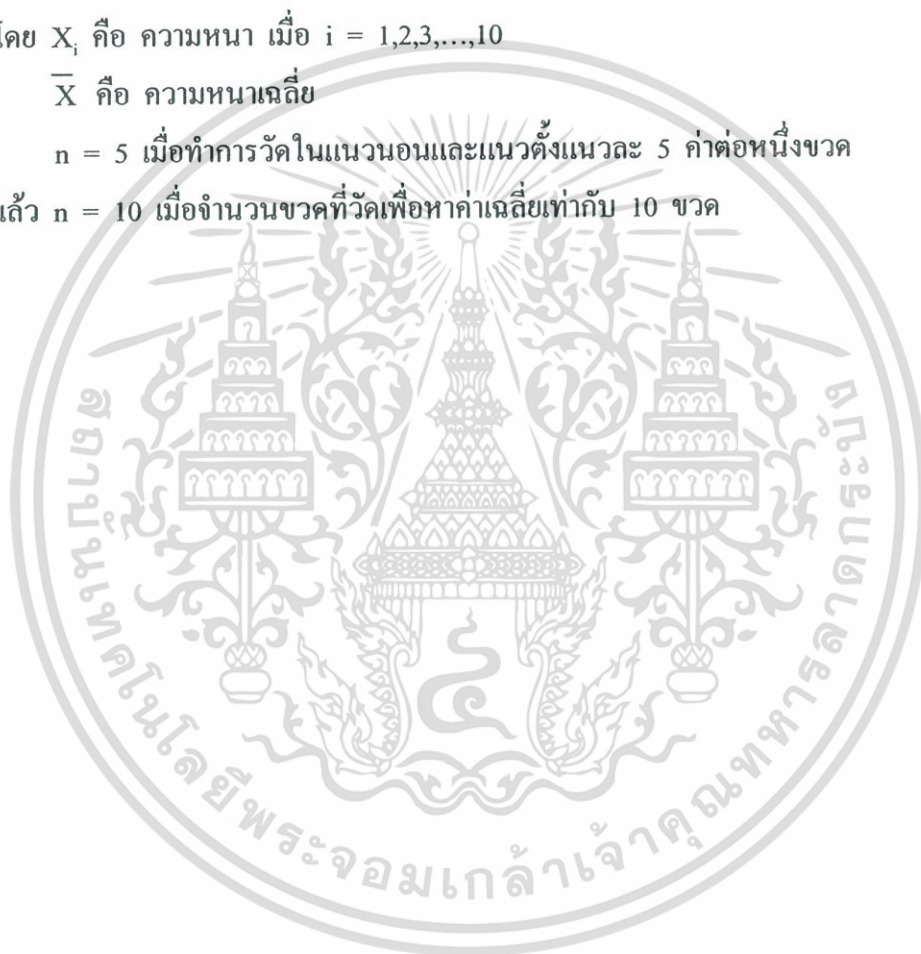 โดย Xᵢ คือ ความหนา เมื่อ i = 1,2,3,...,10
X̄ คือ ความหนาเฉลี่ย
n = 5 เมื่อทำการวัดในแนวนอนและแนวตั้งแนวละ 5 ค่าต่อหนึ่งขวด
แล้ว n = 10 เมื่อจำนวนขวดที่วัดเพื่อหาค่าเฉลี่ยเท่ากับ 10 ขวด
สถาบันเทคโนโลยีพระจอมเกล้าเจ้าคุณทหารลาดกระบัง